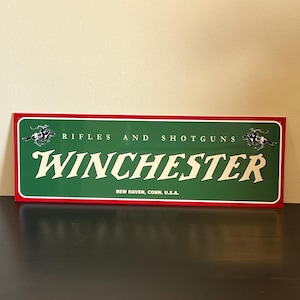 RIFLES AND SHOTGUNS
WINCHESTER
NEW HAVEN, CONN. U.S.A.